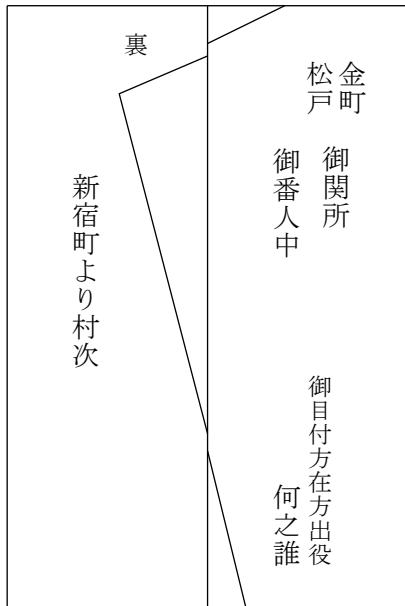 金町
松戸
御関所
御番人中
御目付方在方出役
何之誰
裏
新宿町より村次